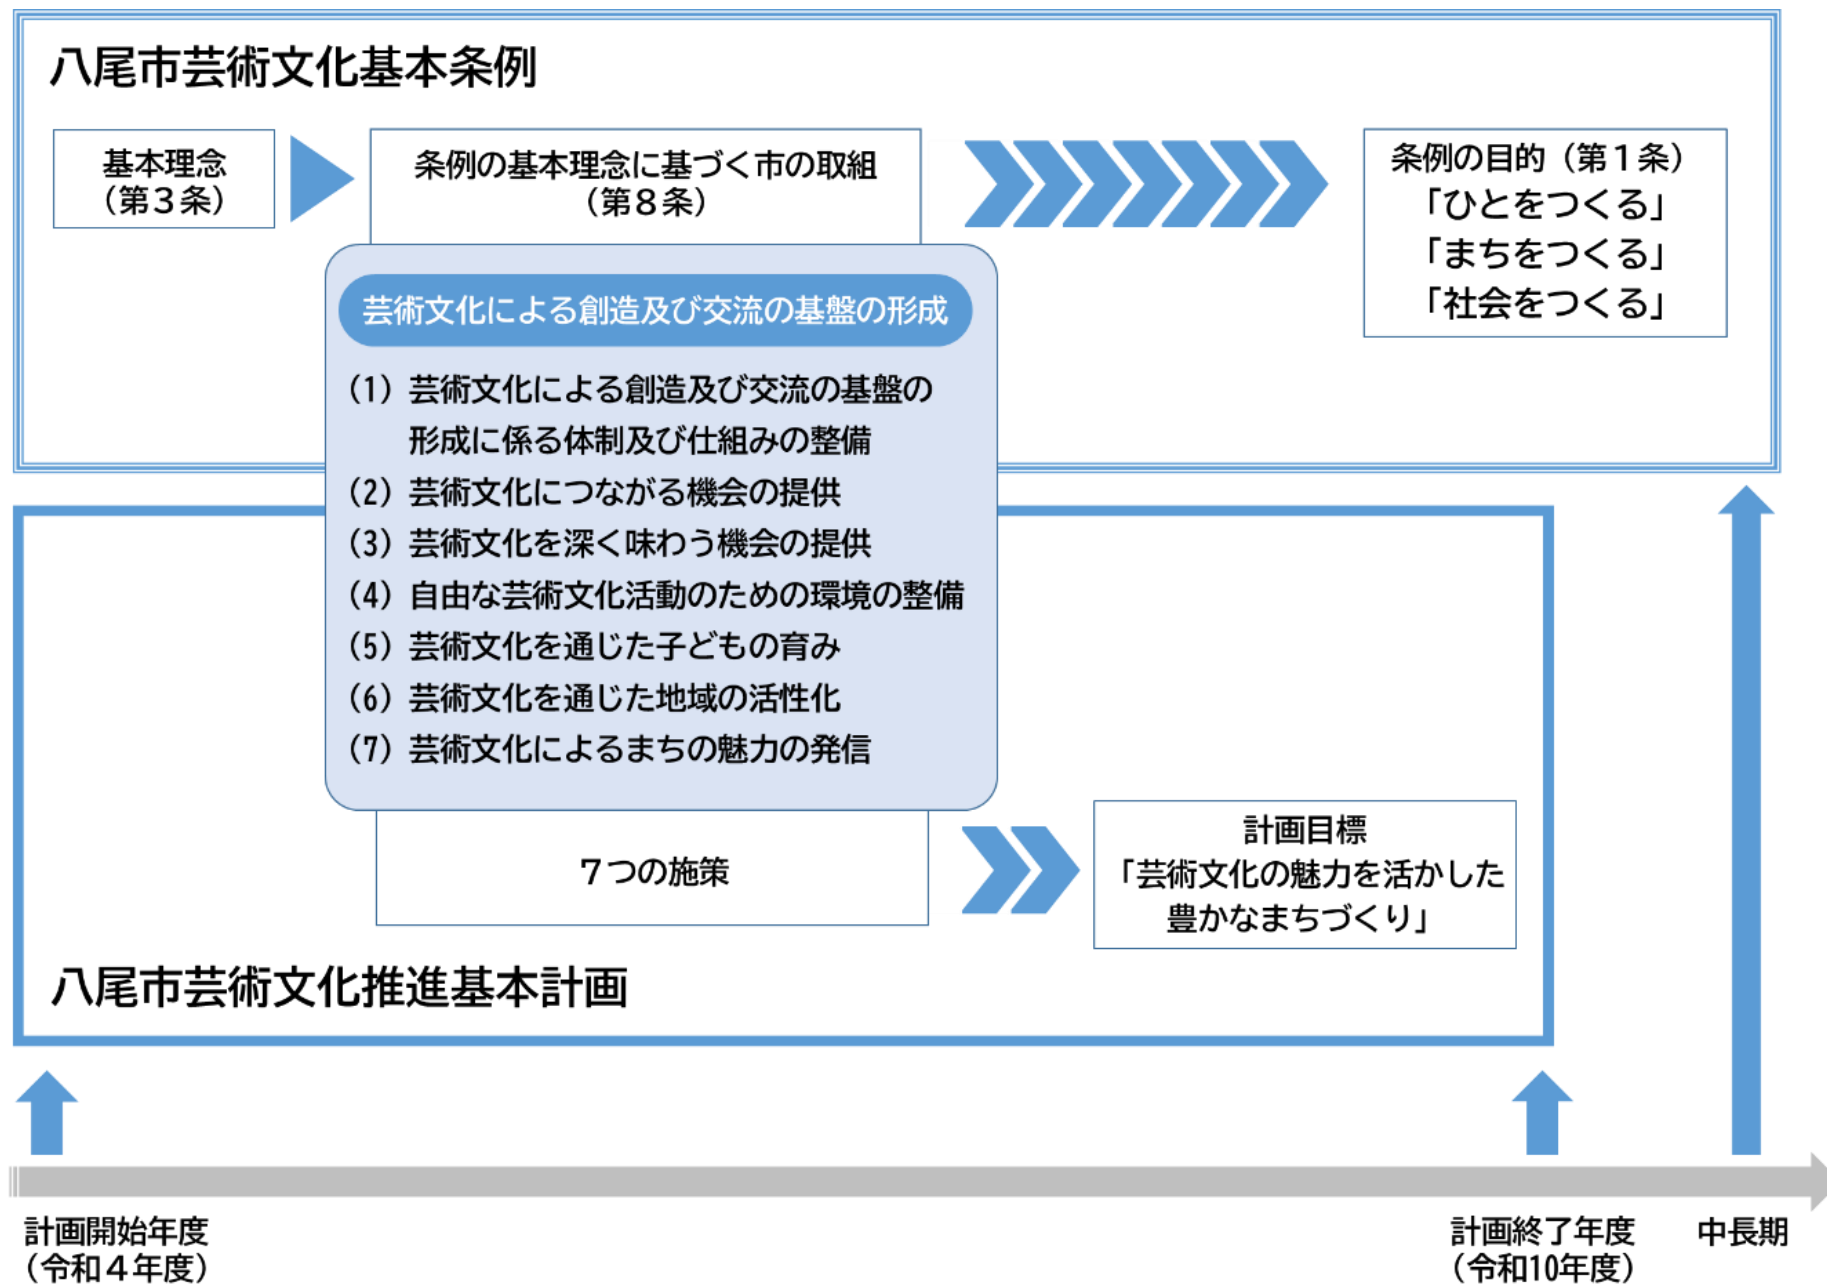 八尾市芸術文化基本条例
基本理念
（第３条）
条例の基本理念に基づく市の取組
（第８条）
条例の目的（第１条）
「ひとをつくる」
「まちをつくる」
「社会をつくる」
芸術文化による創造及び交流の基盤の形成
(1) 芸術文化による創造及び交流の基盤の
形成に係る体制及び仕組みの整備
(2) 芸術文化につながる機会の提供
(3) 芸術文化を深く味わう機会の提供
(4) 自由な芸術文化活動のための環境の整備
(5) 芸術文化を通じた子どもの育み
(6) 芸術文化を通じた地域の活性化
(7) 芸術文化によるまちの魅力の発信
７つの施策
計画目標
「芸術文化の魅力を活かした
豊かなまちづくり」
八尾市芸術文化推進基本計画
計画開始年度
（令和４年度）
計画終了年度
（令和10年度）
中長期